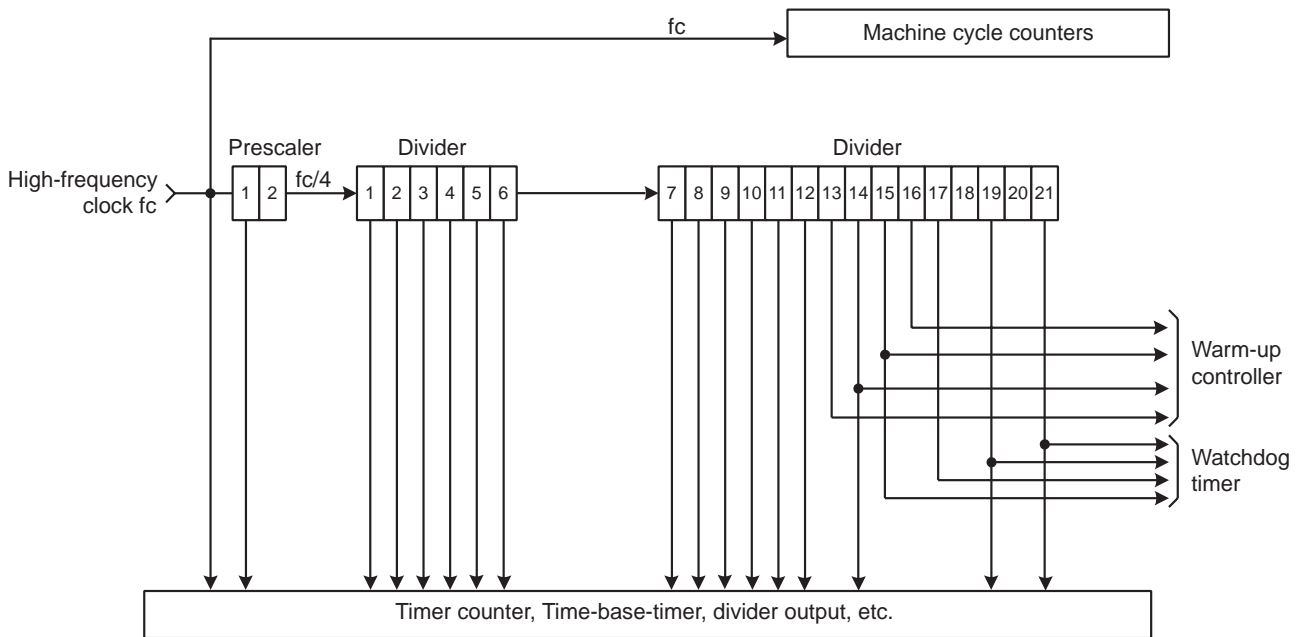 fc
Machine cycle counters
Prescaler
Divider
Divider
High-frequency
clock fc
1 2
fc/4
1 2 3 4 5 6
7 8 9 10 11 12 13 14 15 16 17 18 19 20 21
Warm-up
controller
Watchdog
timer
Timer counter, Time-base-timer, divider output, etc.